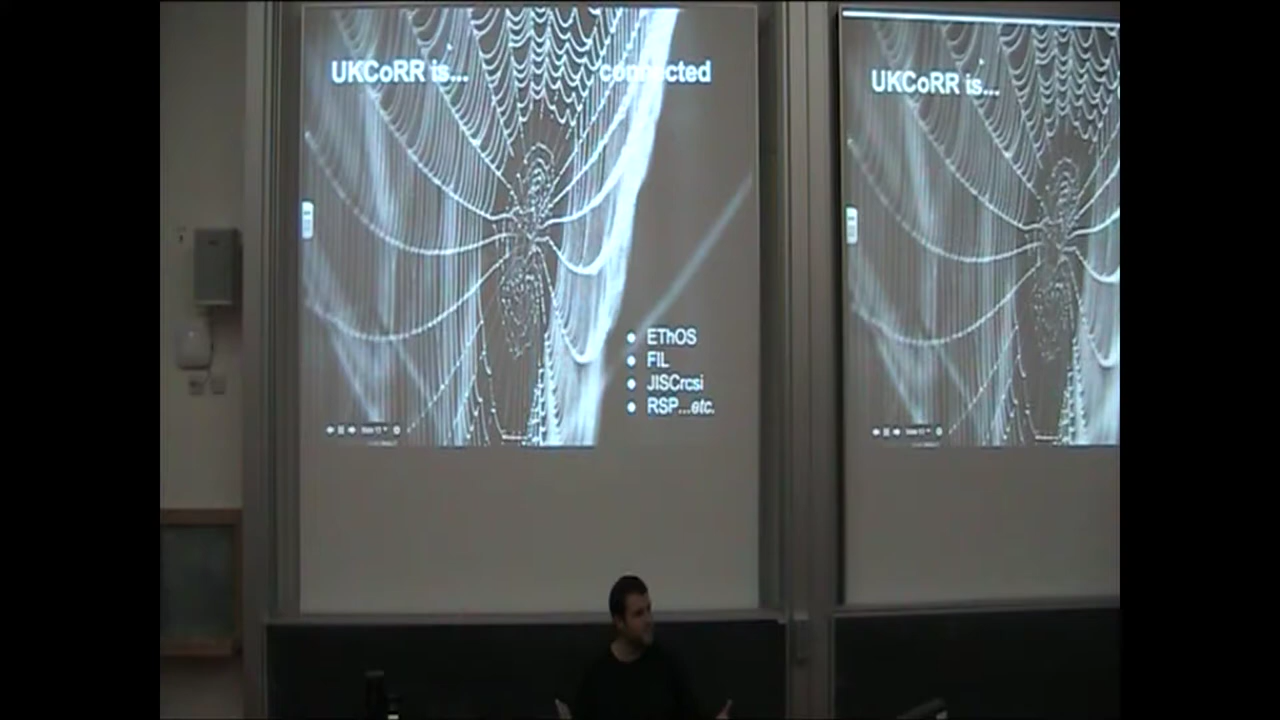 UKCoRR is... connected
EThOS
FIL
JISCrcsi
RSP...etc.
UKCoRR is...